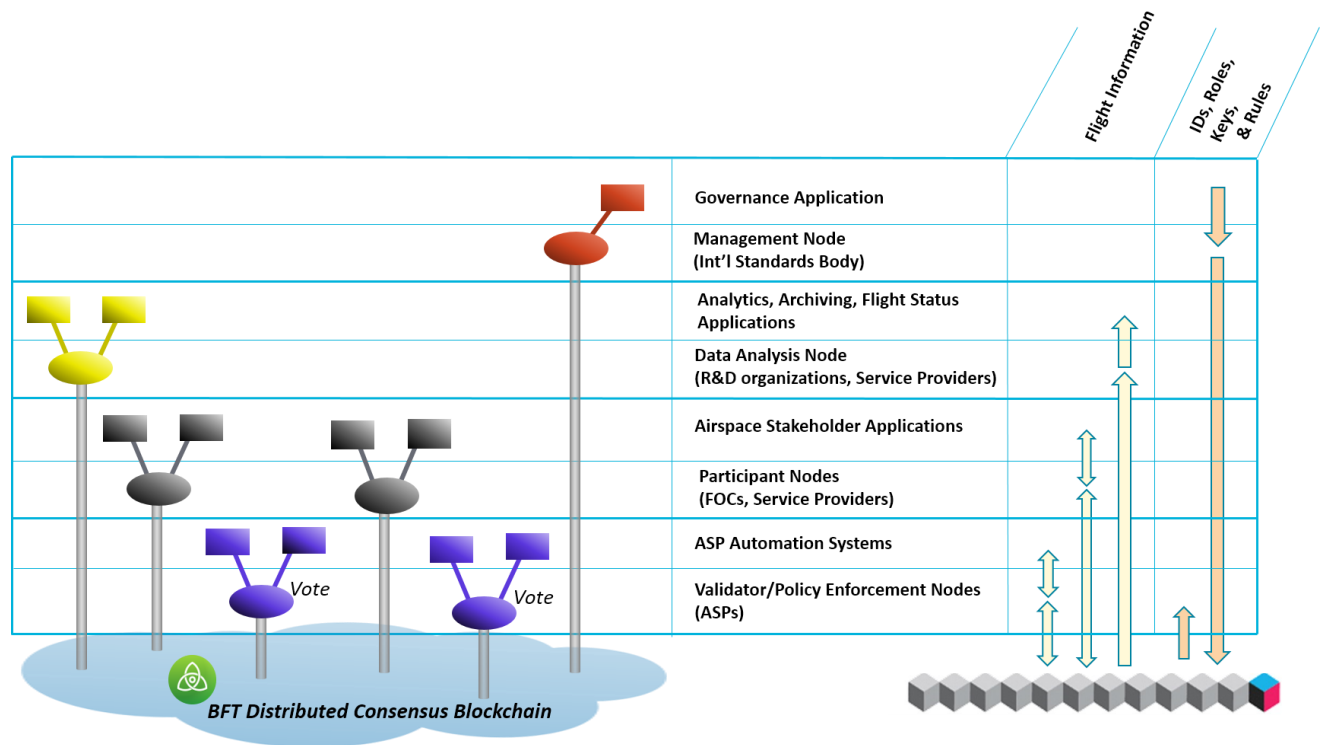 Flight Information
IDs, Roles,
Keys,
& Rules
Governance Application
Management Node
(Int'l Standards Body)
Analytics, Archiving, Flight Status
Applications
Data Analysis Node
(R&D organizations, Service Providers)
Airspace Stakeholder Applications
Participant Nodes
(FOCs, Service Providers)
ASP Automation Systems
Vote
Vote
Validator/Policy Enforcement Nodes
(ASPs)
BFT Distributed Consensus Blockchain